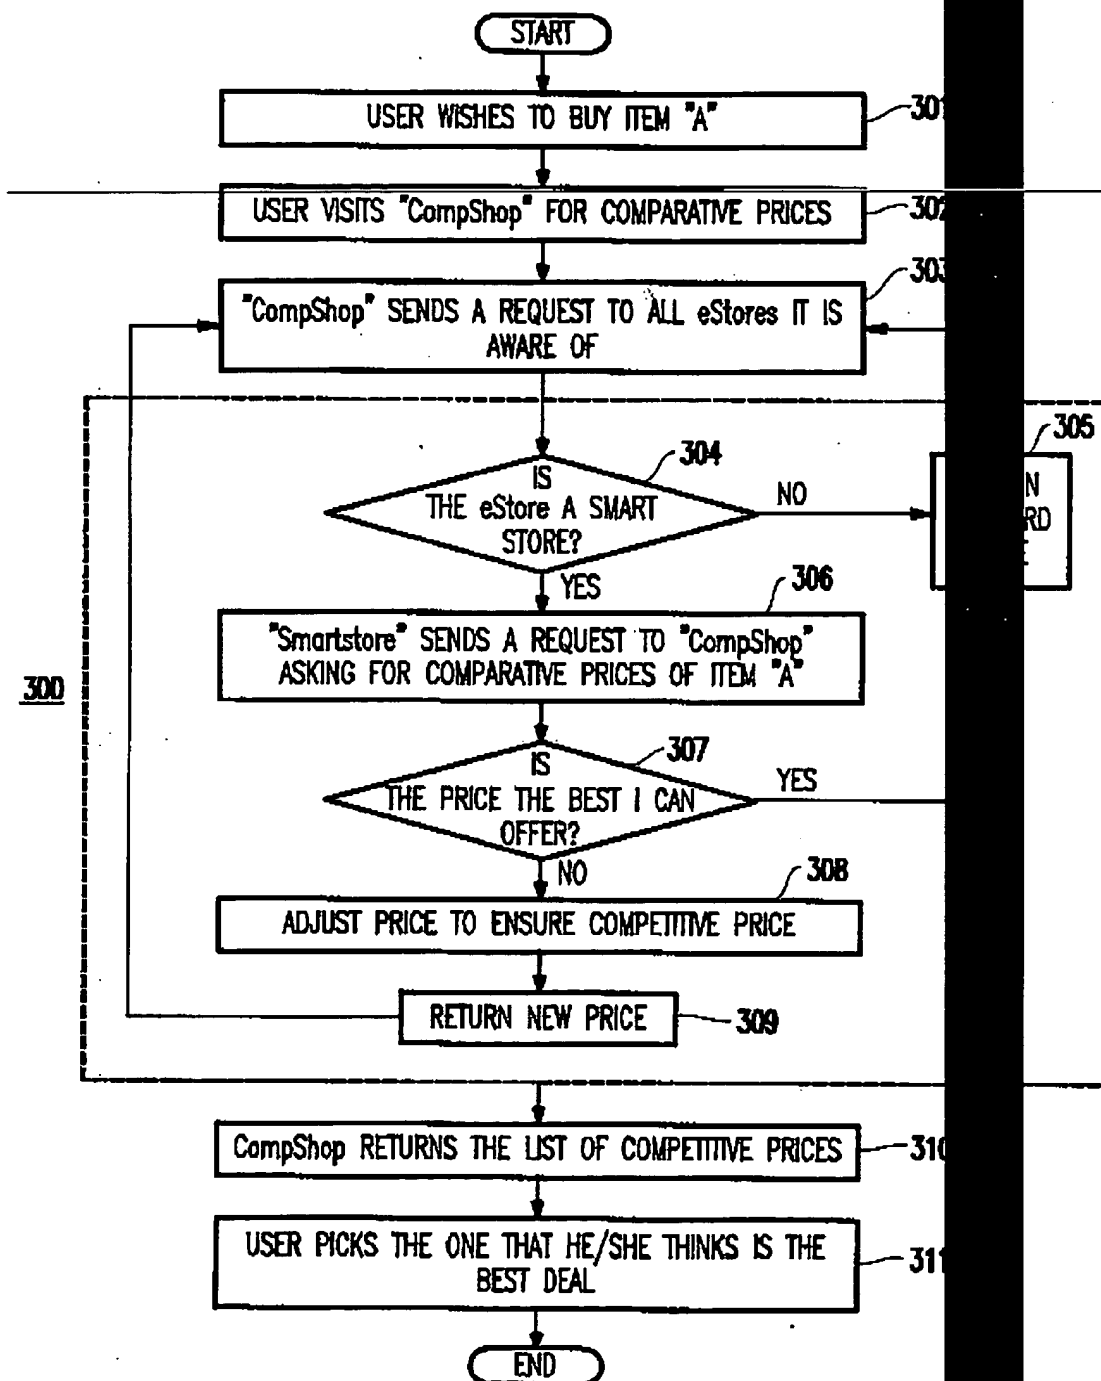 START
USER WISHES TO BUY ITEM "A"
301
USER VISITS "CompShop" FOR COMPARATIVE PRICES
302
303
"CompShop" SENDS A REQUEST TO ALL eStores IT IS
AWARE OF
304
305
IS
THE eStore A SMART
STORE?
NO
YES
306
"Smartstore" SENDS A REQUEST TO "CompShop"
ASKING FOR COMPARATIVE PRICES OF ITEM "A"
300
307
IS
THE PRICE THE BEST I CAN
OFFER?
YES
NO
308
ADJUST PRICE TO ENSURE COMPETITIVE PRICE
RETURN NEW PRICE
309
CompShop RETURNS THE LIST OF COMPETITIVE PRICES
310
USER PICKS THE ONE THAT HE/SHE THINKS IS THE
BEST DEAL
311
END